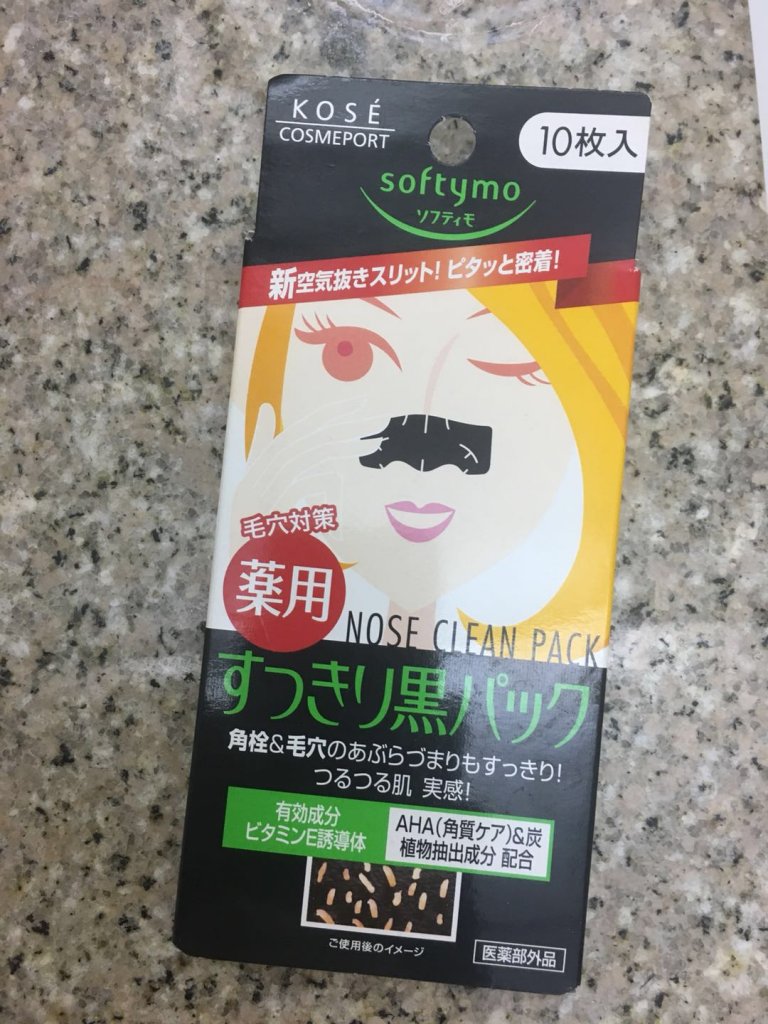 KOSÉ
COSMEPORT
10枚入
softymo
ソフティモ
新空気抜きスリット！ピタッと密着！
毛穴対策
薬用
NOSE CLEAN PACK
すっきり黒パック
角栓&毛穴のあぶらづまりもすっきり！
つるつる肌 実感！
有効成分
ビタミンE誘導体
AHA(角質ケア)&炭
植物抽出成分 配合
ご使用後のイメージ
医薬部外品